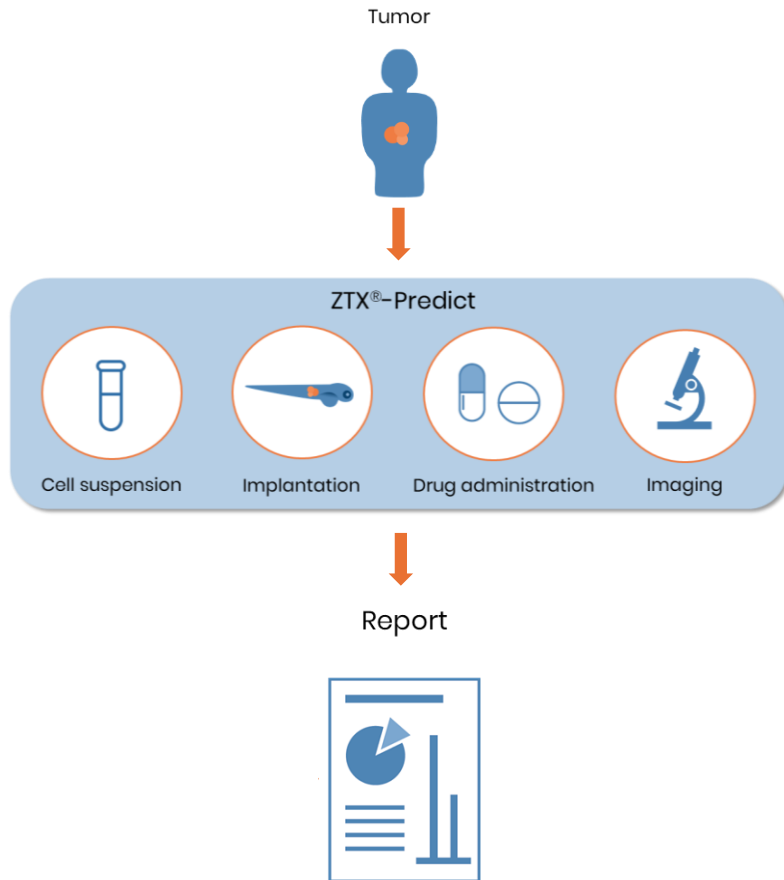 Tumor
ZTX®-Predict
Cell suspension
Implantation
Drug administration
Imaging
Report